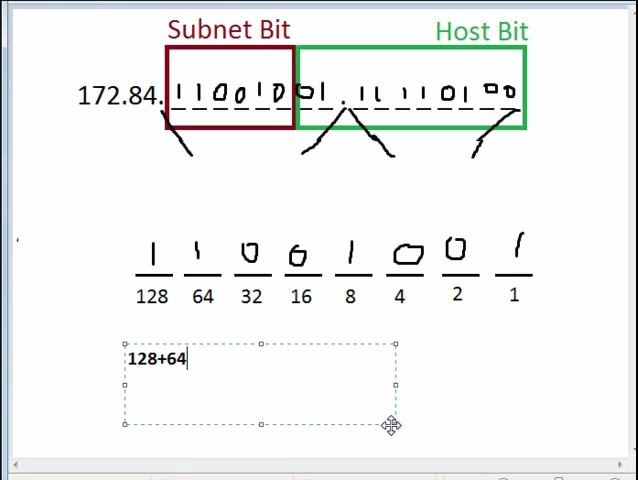 Subnet Bit Host Bit
172.84. 1 1 0 0 1 0 0 1 . 1 1 1 1 0 1 0 0
1 1 0 0 1 0 0 1
128 64 32 16 8 4 2 1
128+64